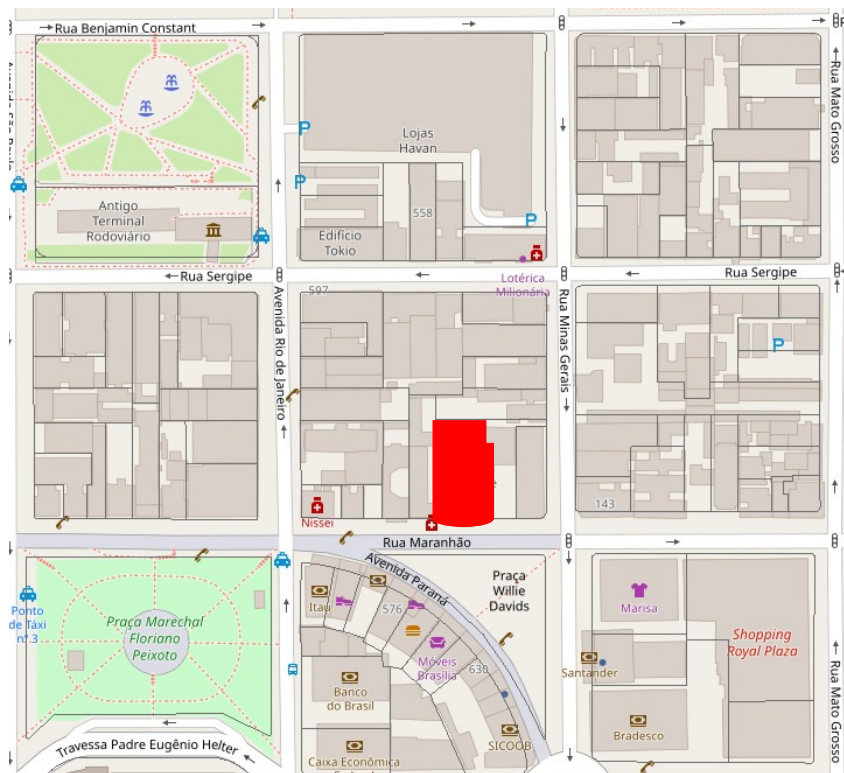 Rua Benjamin Constant
Rua Mato Grosso
Lojas
Havan
P
P
P
558
Antigo
Terminal
Rodoviário
Edifício
Tokio
Rua Sergipe
Rua Sergipe
Lotérica
Milionária
597
Avenida Rio de Janeiro
Rua Minas Gerais
P
143
Nissei
Rua Maranhão
Avenida Paraná
Praça
Willie
Davids
Itaú
576
Marisa
Ponto
de Táxi
nº.3
Praça Marechal
Floriano
Peixoto
Shopping
Royal Plaza
Móveis
Brasília
630
Santander
Banco
do Brasil
Rua Mato Grosso
Bradesco
SICOOB
Travessa Padre Eugênio Helter
Caixa Econômica